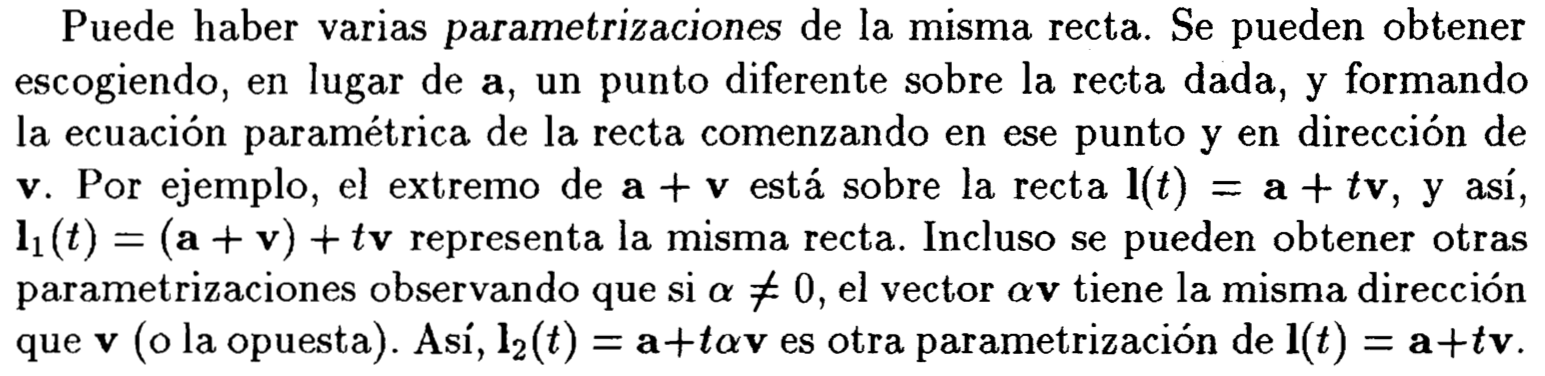 Puede haber varias parametrizaciones de la misma recta. Se pueden obtener
escogiendo, en lugar de a, un punto diferente sobre la recta dada, y formando
la ecuación paramétrica de la recta comenzando en ese punto y en dirección de
v. Por ejemplo, el extremo de a + v está sobre la recta l(t) = a + tv, y así,
l₁(t) = (a + v) + tv representa la misma recta. Incluso se pueden obtener otras
parametrizaciones observando que si α ≠ 0, el vector αv tiene la misma dirección
que v (o la opuesta). Así, l₂(t) = a+tαv es otra parametrización de l(t) = a+tv.